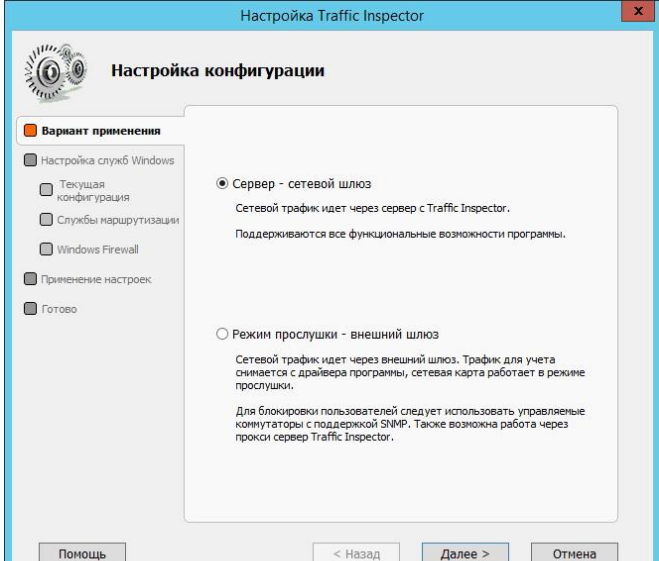 Настройка Traffic Inspector
x
Настройка конфигурации
Вариант применения
Настройка служб Windows
Текущая
конфигурация
Службы маршрутизации
Windows Firewall
Применение настроек
Готово
Сервер - сетевой шлюз
Сетевой трафик идет через сервер с Traffic Inspector.
Поддерживаются все функциональные возможности программы.
Режим прослушки - внешний шлюз
Сетевой трафик идет через внешний шлюз. Трафик для учета
снимается с драйвера программы, сетевая карта работает в режиме
прослушки.
Для блокировки пользователей следует использовать управляемые
коммутаторы с поддержкой SNMP. Также возможна работа через
прокси сервер Traffic Inspector.
Помощь
< Назад
Далее >
Отмена